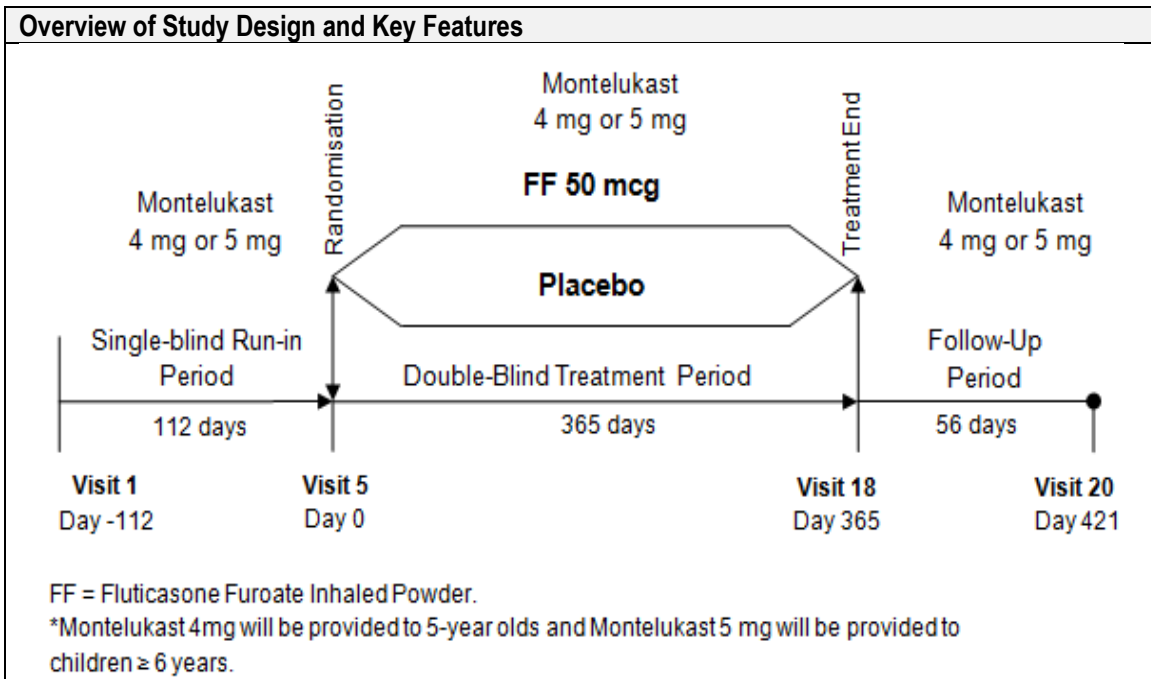 Overview of Study Design and Key Features
Montelukast
4 mg or 5 mg
Randomisation
Montelukast
4 mg or 5 mg
FF 50 mcg
Placebo
Treatment End
Montelukast
4 mg or 5 mg
Single-blind Run-in
Period
Double-Blind Treatment Period
Follow-Up
Period
112 days
365 days
56 days
Visit 1
Day -112
Visit 5
Day 0
Visit 18
Day 365
Visit 20
Day 421
FF = Fluticasone Furoate Inhaled Powder.
*Montelukast 4mg will be provided to 5-year olds and Montelukast 5 mg will be provided to
children ≥ 6 years.